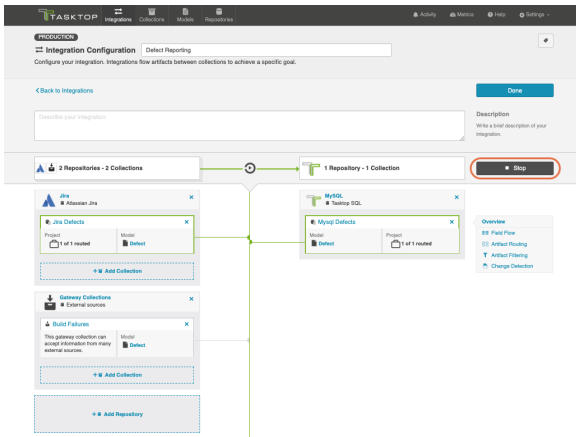 TASKTOP
Integrations
Collections
Models
Repositories
Activity
Metrics
Help
Settings
PRODUCTION
Integration Configuration
Defect Reporting
Configure your integration. Integrations flow artifacts between collections to achieve a specific goal.
Back to Integrations
Done
Describe your integration
Description
Write a brief description of your
integration.
2 Repositories - 2 Collections
1 Repository - 1 Collection
Stop
Jira
Atlassian Jira
Jira Defects
Project
1 of 1 routed
Model
Defect
+ Add Collection
MySQL
Tasktop SQL
Mysql Defects
Model
Defect
Project
1 of 1 routed
Overview
Field Flow
Artifact Routing
Artifact Filtering
Change Detection
Gateway Collections
External sources
Build Failures
This gateway collection can
accept information from many
external sources.
Model
Defect
+ Add Collection
+ Add Repository